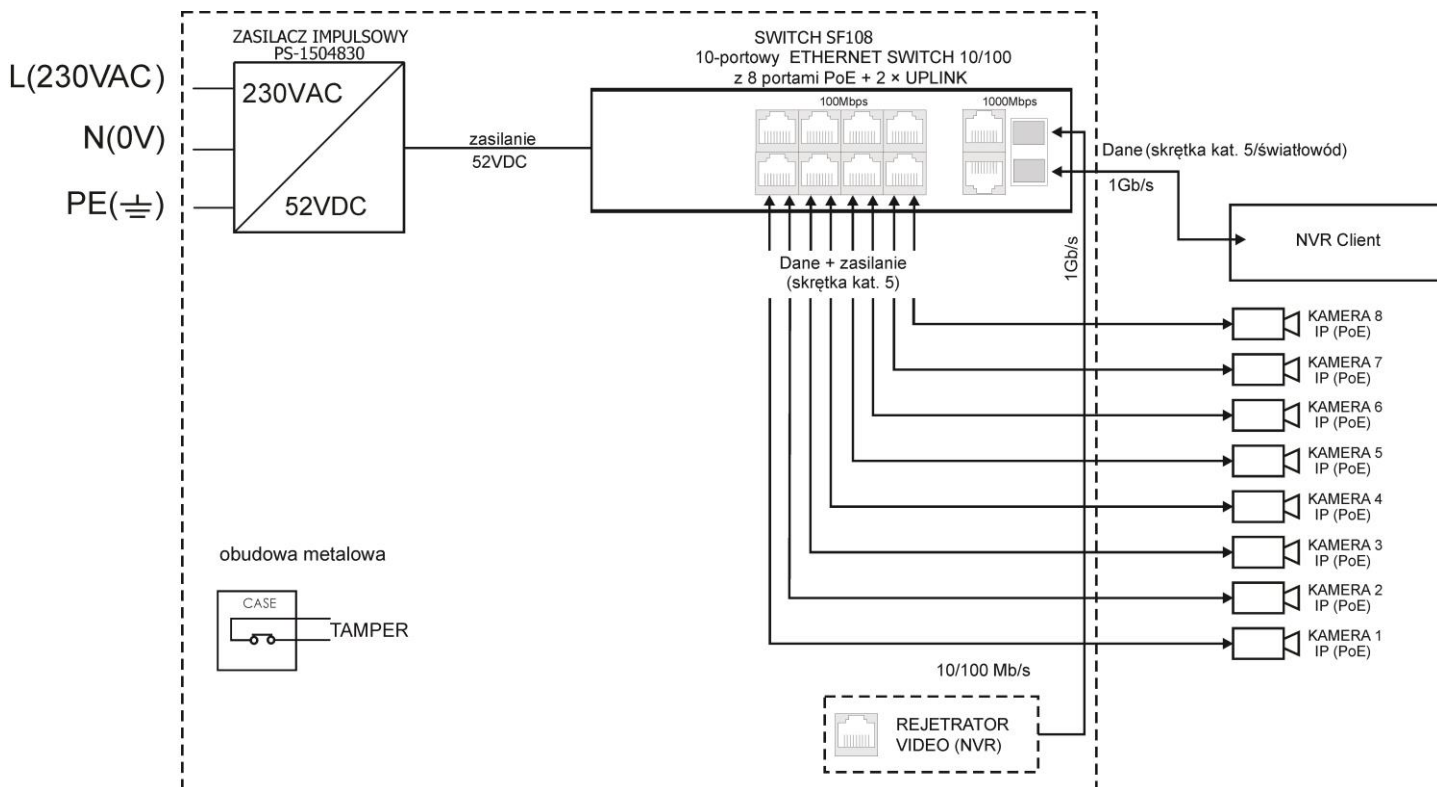 ZASILACZ IMPULSOWY
PS-1504830
L(230VAC)
N(0V)
PE(⏚)
230VAC
52VDC
zasilanie
52VDC
SWITCH SF108
10-portowy ETHERNET SWITCH 10/100
z 8 portami PoE + 2 × UPLINK
100Mbps
1000Mbps
Dane (skrętka kat. 5/światłowód)
1Gb/s
1Gb/s
NVR Client
Dane + zasilanie
(skrętka kat. 5)
KAMERA 8
IP (PoE)
KAMERA 7
IP (PoE)
KAMERA 6
IP (PoE)
KAMERA 5
IP (PoE)
KAMERA 4
IP (PoE)
KAMERA 3
IP (PoE)
KAMERA 2
IP (PoE)
KAMERA 1
IP (PoE)
obudowa metalowa
CASE
TAMPER
10/100 Mb/s
REJETRATOR
VIDEO (NVR)